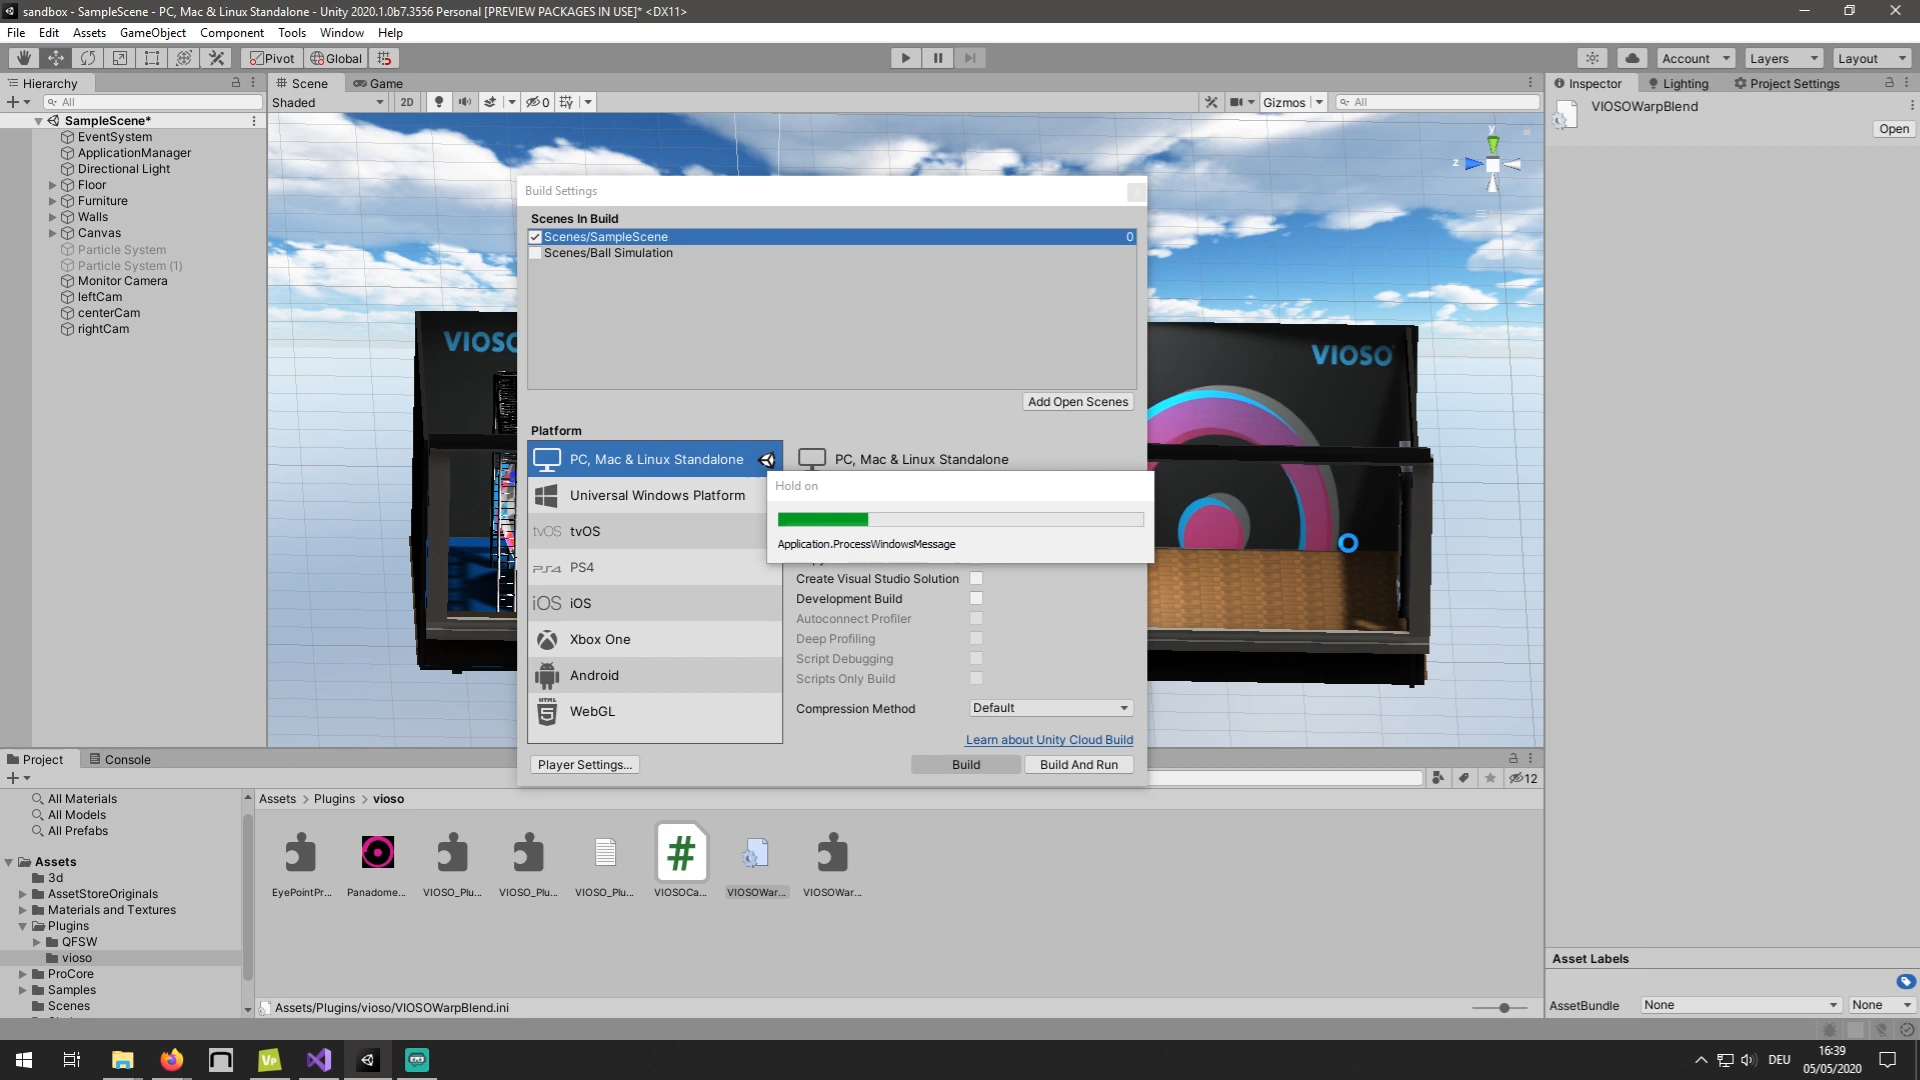 sandbox - SampleScene - PC, Mac & Linux Standalone - Unity 2020.1.0b7.3556 Personal [PREVIEW PACKAGES IN USE]* <DX11>
File Edit Assets GameObject Component Tools Window Help
Pivot Global Account Layers Layout
Hierarchy
All
SampleScene*
EventSystem
ApplicationManager
Directional Light
Floor
Furniture
Walls
Canvas
Particle System
Particle System (1)
Monitor Camera
leftCam
centerCam
rightCam
Scene Game
Shaded 2D 0 Gizmos All
y
z
VIOSO
VIOSO
Build Settings
Scenes In Build
Scenes/SampleScene 0
Scenes/Ball Simulation
Add Open Scenes
Platform
PC, Mac & Linux Standalone
Universal Windows Platform
tvOS tvOS
PS4 PS4
iOS iOS
Xbox One
Android
HTML 5 WebGL
PC, Mac & Linux Standalone
Hold on
Application.ProcessWindowsMessage
Create Visual Studio Solution
Development Build
Autoconnect Profiler
Deep Profiling
Script Debugging
Scripts Only Build
Compression Method Default
Learn about Unity Cloud Build
Player Settings... Build Build And Run
Inspector Lighting Project Settings
VIOSOWarpBlend
Open
Project Console
12
All Materials
All Models
All Prefabs
Assets
3d
AssetStoreOriginals
Materials and Textures
Plugins
QFSW
vioso
ProCore
Samples
Scenes
Assets > Plugins > vioso
EyePointPr... Panadome... VIOSO_Plu... VIOSO_Plu... VIOSO_Plu... VIOSOCa... VIOSOWar... VIOSOWar...
Assets/Plugins/vioso/VIOSOWarpBlend.ini
Asset Labels
AssetBundle None None
Vp
DEU
16:39
05/05/2020